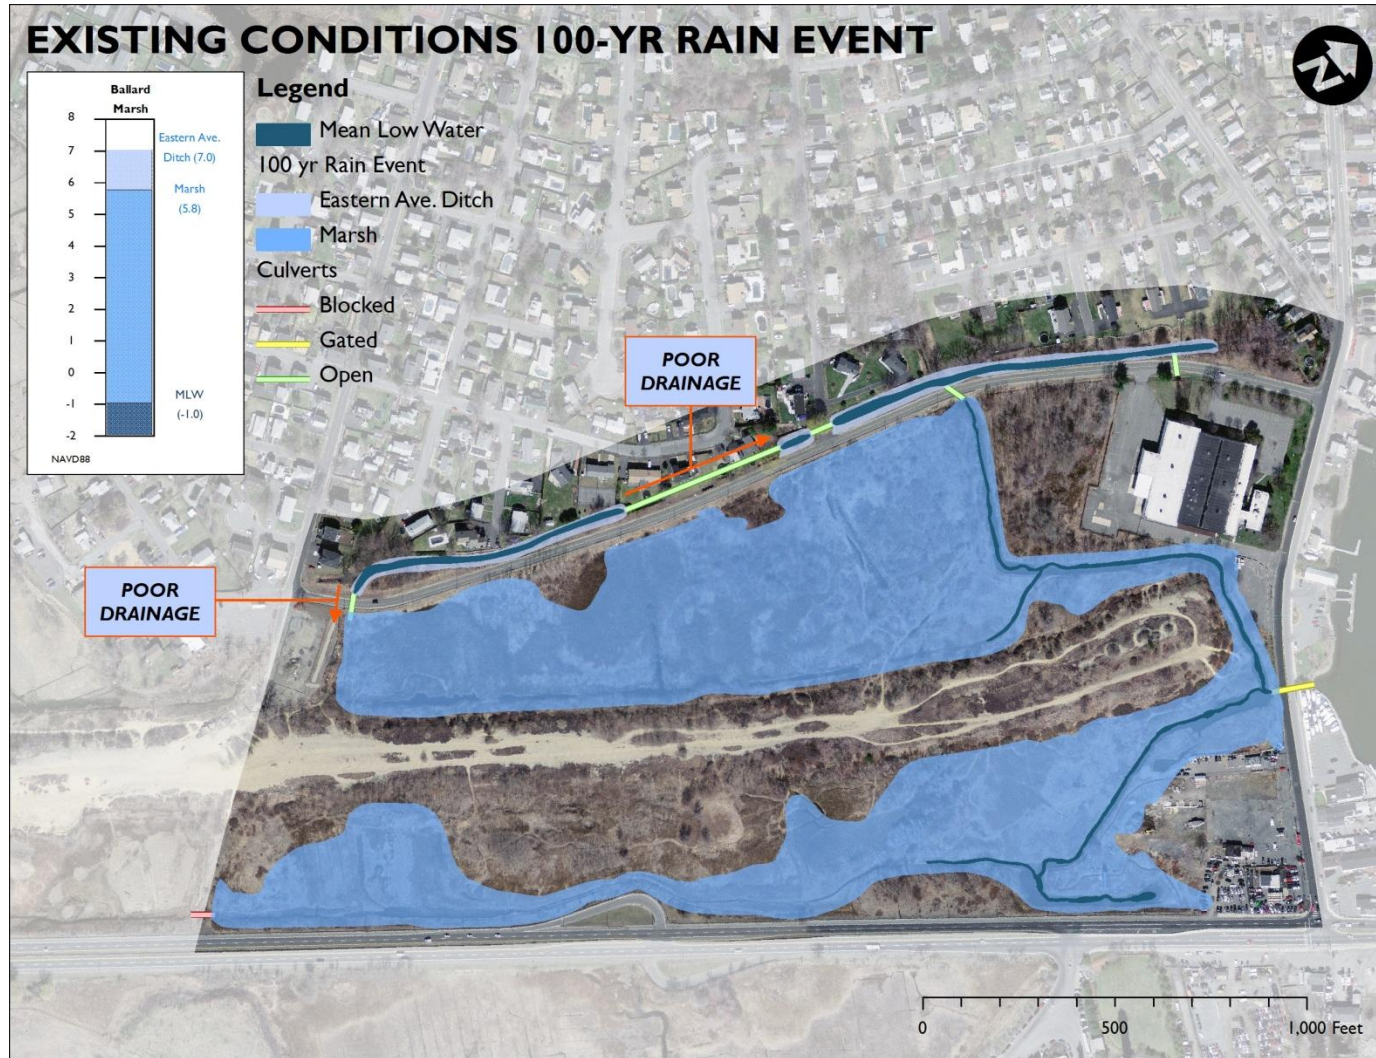 EXISTING CONDITIONS 100-YR RAIN EVENT
N
Ballard
Marsh
8
7
6
5
4
3
2
1
0
-1
-2
Eastern Ave.
Ditch (7.0)
Marsh
(5.8)
MLW
(-1.0)
NAVD88
Legend
Mean Low Water
100 yr Rain Event
Eastern Ave. Ditch
Marsh
Culverts
Blocked
Gated
Open
POOR
DRAINAGE
POOR
DRAINAGE
0 500 1,000 Feet